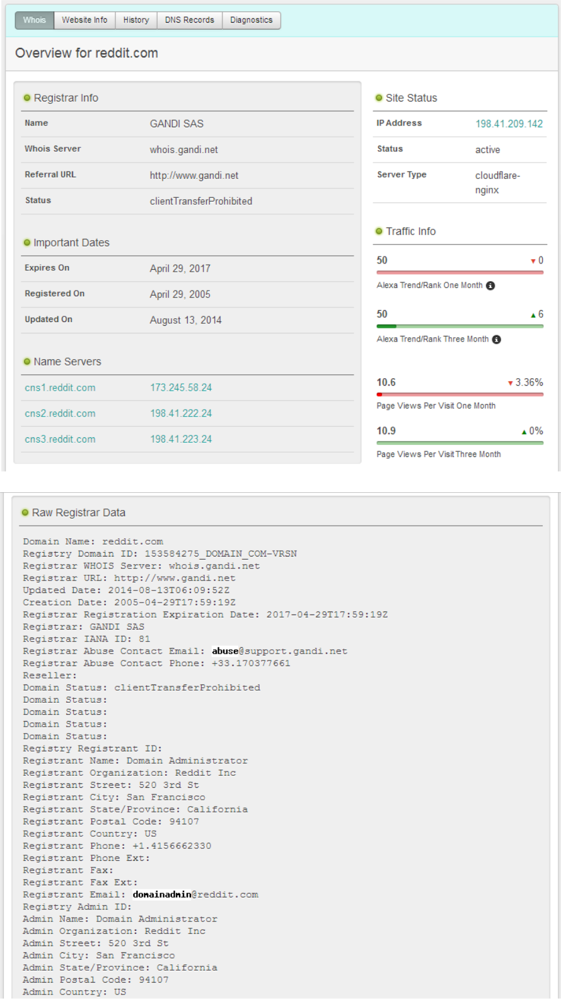 Whois Website Info History DNS Records Diagnostics
Overview for reddit.com
Registrar Info
Name GANDI SAS
Whois Server whois.gandi.net
Referral URL http://www.gandi.net
Status clientTransferProhibited
Important Dates
Expires On April 29, 2017
Registered On April 29, 2005
Updated On August 13, 2014
Name Servers
cns1.reddit.com 173.245.58.24
cns2.reddit.com 198.41.222.24
cns3.reddit.com 198.41.223.24
Site Status
IP Address 198.41.209.142
Status active
Server Type cloudflare-
nginx
Traffic Info
50 ▼ 0
Alexa Trend/Rank One Month
50 ▲ 6
Alexa Trend/Rank Three Month
10.6 ▼ 3.36%
Page Views Per Visit One Month
10.9 ▲ 0%
Page Views Per Visit Three Month
Raw Registrar Data
Domain Name: reddit.com
Registry Domain ID: 153584275_DOMAIN_COM-VRSN
Registrar WHOIS Server: whois.gandi.net
Registrar URL: http://www.gandi.net
Updated Date: 2014-08-13T06:09:52Z
Creation Date: 2005-04-29T17:59:19Z
Registrar Registration Expiration Date: 2017-04-29T17:59:19Z
Registrar: GANDI SAS
Registrar IANA ID: 81
Registrar Abuse Contact Email: abuse@support.gandi.net
Registrar Abuse Contact Phone: +33.170377661
Reseller:
Domain Status: clientTransferProhibited
Domain Status:
Domain Status:
Domain Status:
Domain Status:
Registry Registrant ID:
Registrant Name: Domain Administrator
Registrant Organization: Reddit Inc
Registrant Street: 520 3rd St
Registrant City: San Francisco
Registrant State/Province: California
Registrant Postal Code: 94107
Registrant Country: US
Registrant Phone: +1.4156662330
Registrant Phone Ext:
Registrant Fax:
Registrant Fax Ext:
Registrant Email: domainadmin@reddit.com
Registry Admin ID:
Admin Name: Domain Administrator
Admin Organization: Reddit Inc
Admin Street: 520 3rd St
Admin City: San Francisco
Admin State/Province: California
Admin Postal Code: 94107
Admin Country: US